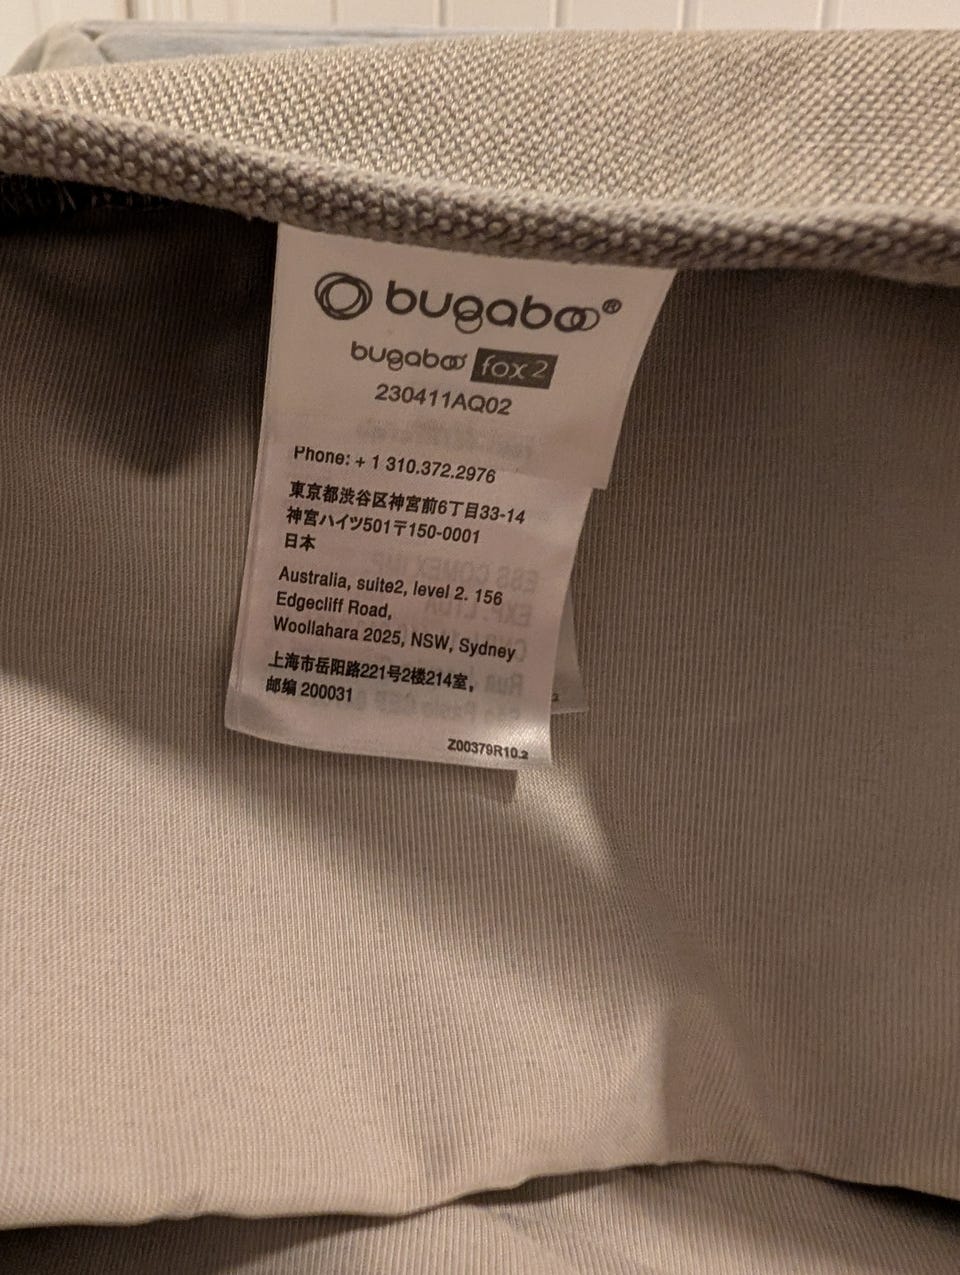 bugaboo®
bugaboo fox 2
230411AQ02
Phone: + 1 310.372.2976
東京都渋谷区神宮前6丁目33-14
神宮ハイツ501〒150-0001
日本
Australia, suite2, level 2. 156
Edgecliff Road,
Woollahara 2025, NSW, Sydney
上海市岳阳路221号2楼214室，
邮编 200031
Z00379R10.2